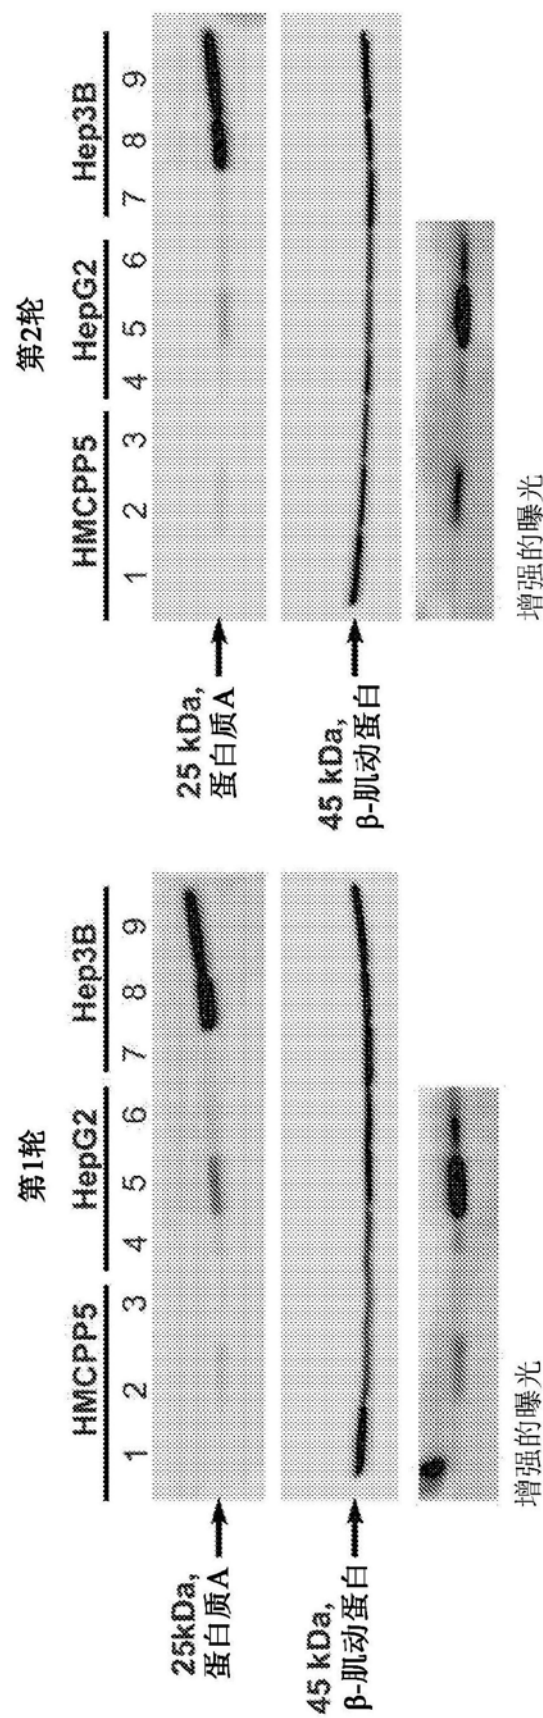 第1轮
HMCPP5 HepG2 Hep3B
1 2 3 4 5 6 7 8 9
25kDa,
蛋白质A
45 kDa,
β-肌动蛋白
增强的曝光
第2轮
HMCPP5 HepG2 Hep3B
1 2 3 4 5 6 7 8 9
25 kDa,
蛋白质A
45 kDa,
β-肌动蛋白
增强的曝光